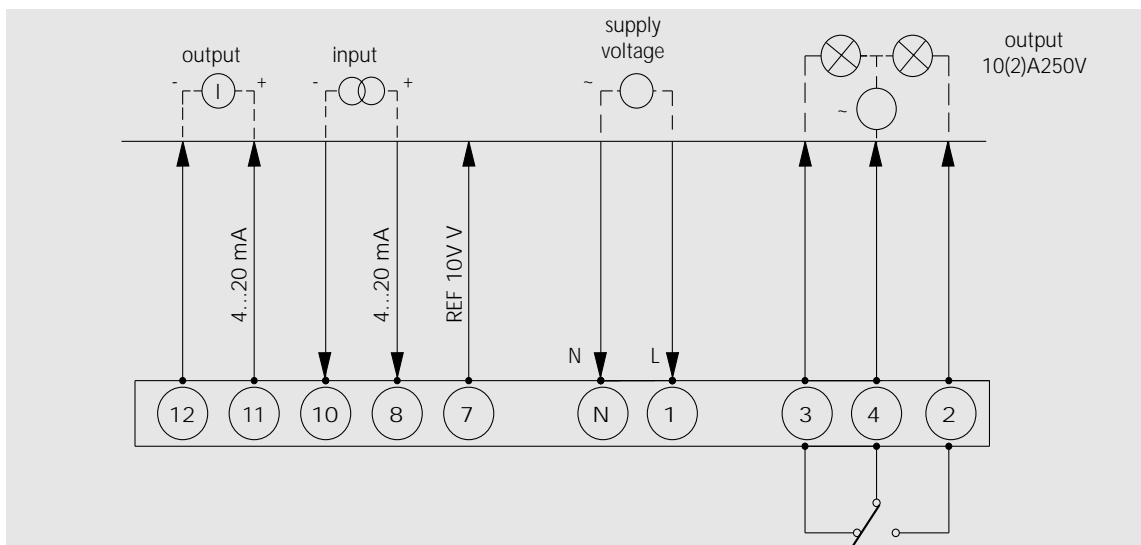 output
input
supply
voltage
output
10(2)A250V
- I +
- +
~
~
4...20 mA
4...20 mA
REF 10V V
N
L
12 11 10 8 7 N 1 3 4 2